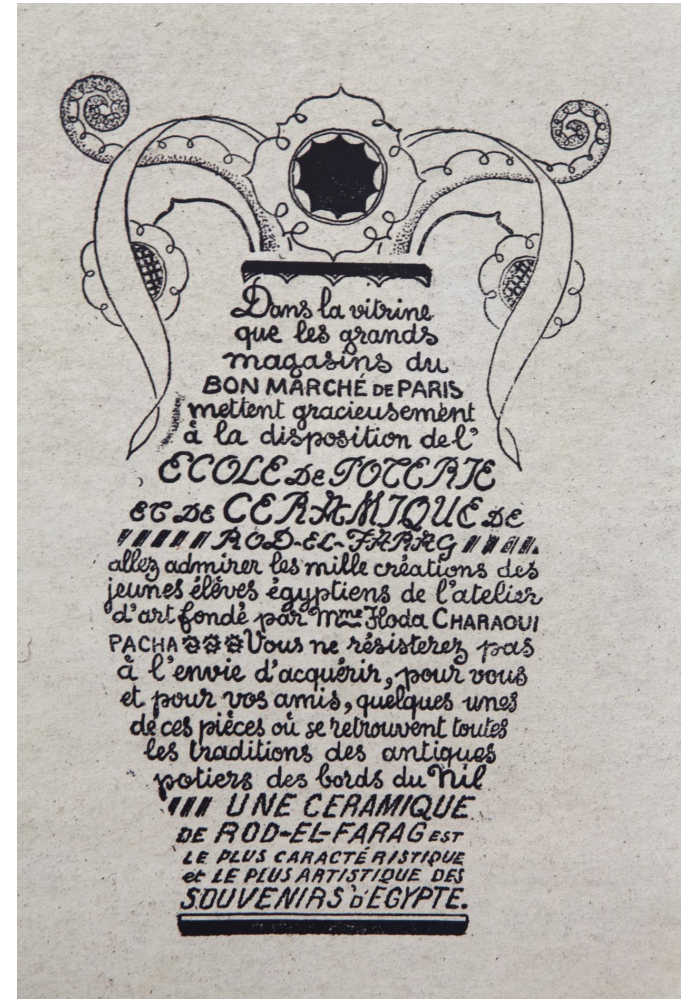 Dans la vitrine
que les grands
magasins du
BON MARCHÉ DE PARIS
mettent gracieusement
à la disposition de l'
ECOLE DE POTERIE
ET DE CERAMIQUE DE
ROD-EL-FARAG
allez admirer les mille créations des
jeunes élèves égyptiens de l'atelier
d'art fondé par Mme Hoda CHARAOUI
PACHA Vous ne résisterez pas
à l'envie d'acquérir, pour vous
et pour vos amis, quelques unes
de ces pièces où se retrouvent toutes
les traditions des antiques
potiers des bords du Nil
UNE CERAMIQUE
DE ROD-EL-FARAG EST
LE PLUS CARACTÉRISTIQUE
et LE PLUS ARTISTIQUE DES
SOUVENIRS D'EGYPTE.